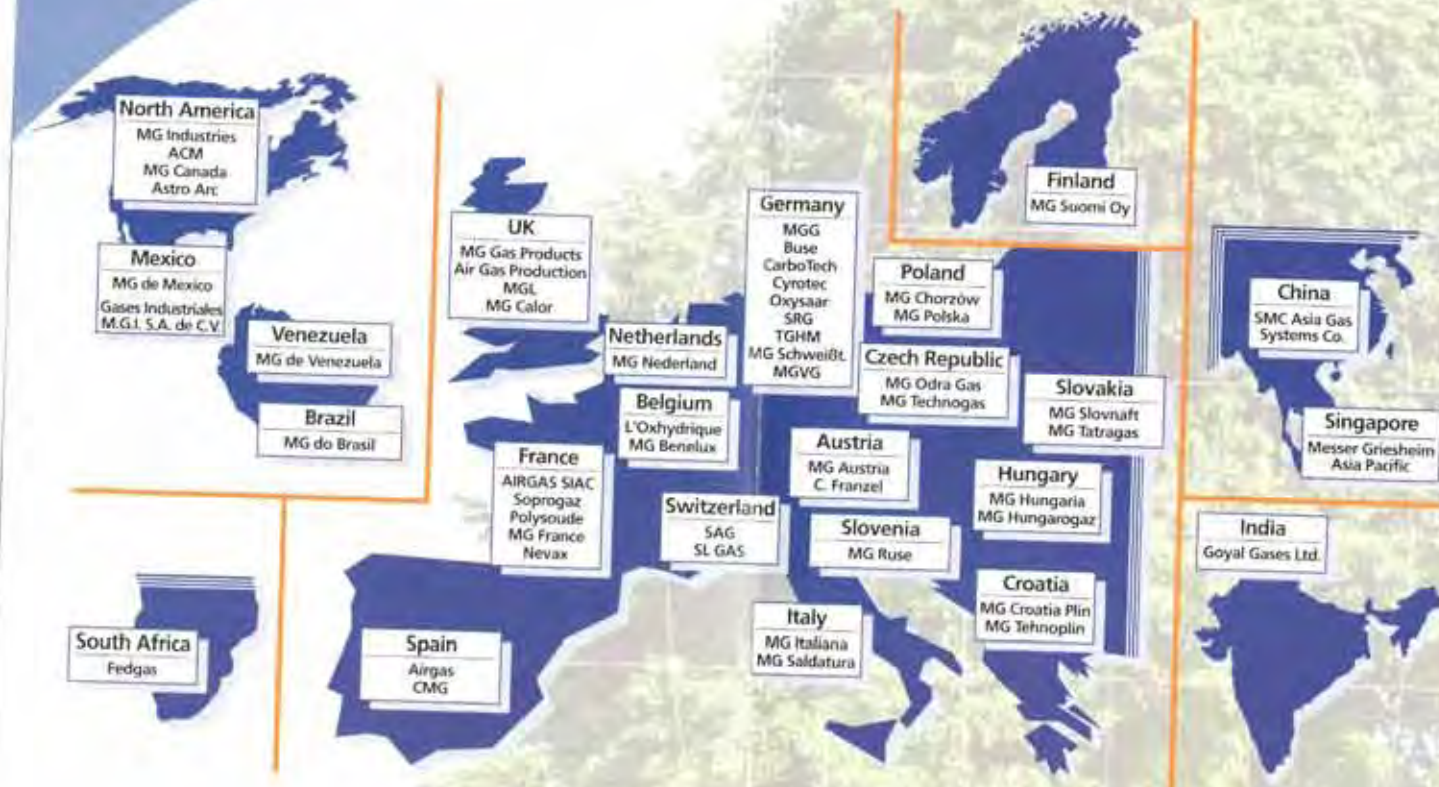 North America
MG Industries
ACM
MG Canada
Astro Arc
Mexico
MG de Mexico
Gases Industriales
M.G.I. S.A. de C.V.
Venezuela
MG de Venezuela
Brazil
MG do Brasil
South Africa
Fedgas
UK
MG Gas Products
Air Gas Production
MGL
MG Calor
Netherlands
MG Nederland
Belgium
L'Oxhydrique
MG Benelux
France
AIRGAS SIAC
Soprogaz
Polysoude
MG France
Nevax
Switzerland
SAG
SL GAS
Spain
Airgas
CMG
Germany
MGG
Buse
CarboTech
Cyrotec
Oxysaar
SRG
TGHM
MG Schweißt.
MGVG
Poland
MG Chorzów
MG Polska
Czech Republic
MG Odra Gas
MG Technogas
Slovakia
MG Slovnaft
MG Tatragas
Austria
MG Austria
C. Franzel
Hungary
MG Hungaria
MG Hungarogaz
Slovenia
MG Ruse
Croatia
MG Croatia Plin
MG Tehnoplin
Italy
MG Italiana
MG Saldatura
Finland
MG Suomi Oy
China
SMC Asia Gas
Systems Co.
Singapore
Messer Griesheim
Asia Pacific
India
Goyal Gases Ltd.